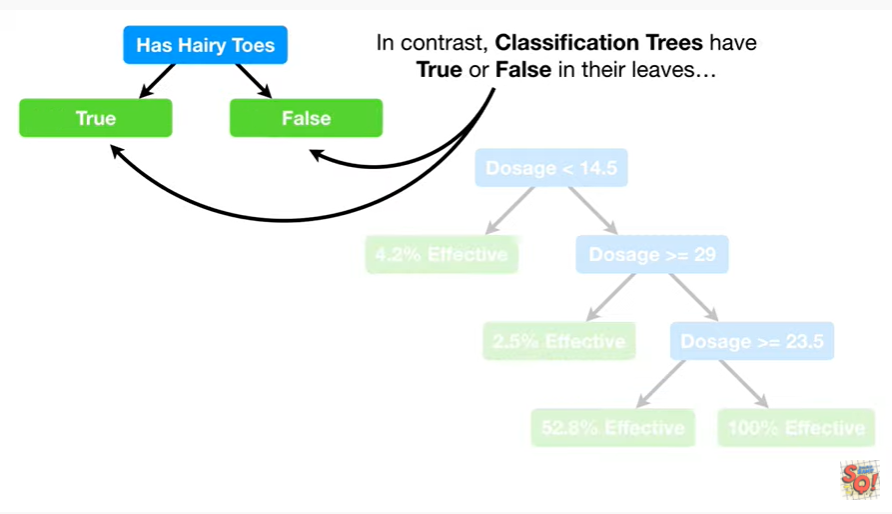 Has Hairy Toes
In contrast, Classification Trees have
True or False in their leaves…
True
False
Dosage < 14.5
4.2% Effective
Dosage >= 29
2.5% Effective
Dosage >= 23.5
52.8% Effective
100% Effective
SQ!